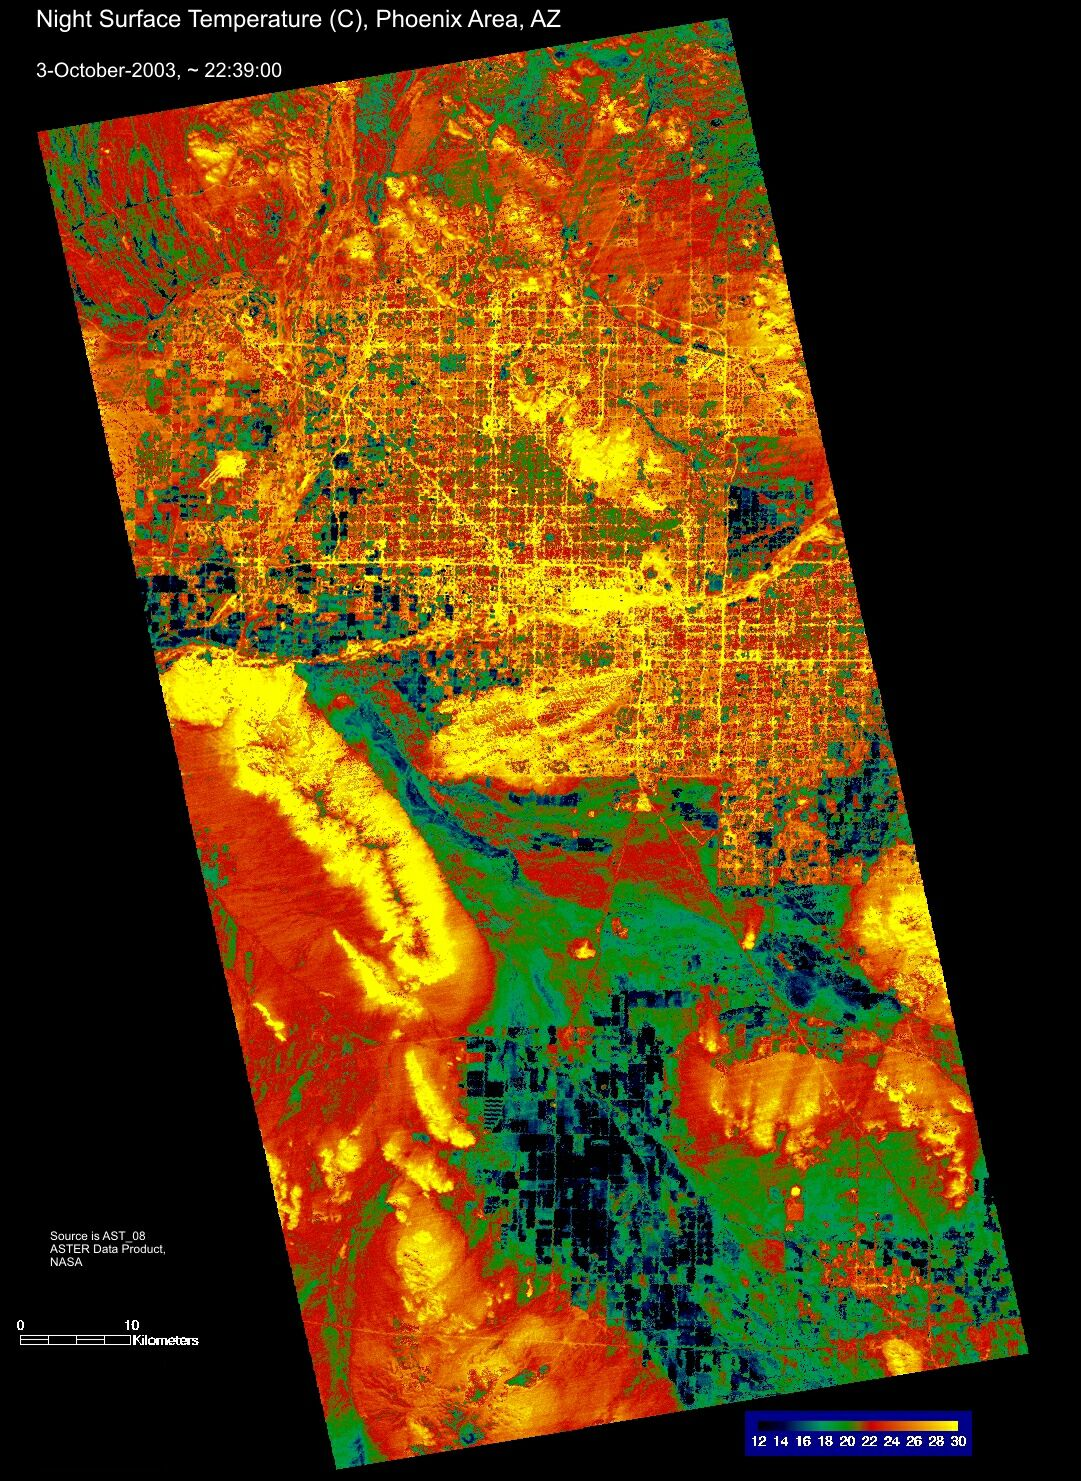 Night Surface Temperature (C), Phoenix Area, AZ
3-October-2003, ~ 22:39:00
Source is AST_08
ASTER Data Product,
NASA
0 10
Kilometers
12 14 16 18 20 22 24 26 28 30